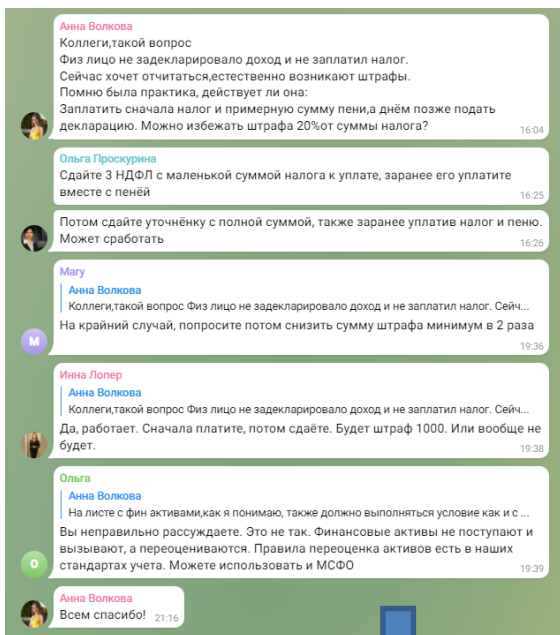 Анна Волкова
Коллеги,такой вопрос
Физ лицо не задекларировало доход и не заплатил налог.
Сейчас хочет отчитаться,естественно возникают штрафы.
Помню была практика, действует ли она:
Заплатить сначала налог и примерную сумму пени,а днём позже подать
декларацию. Можно избежать штрафа 20%от суммы налога?
16:04
Ольга Проскурина
Сдайте 3 НДФЛ с маленькой суммой налога к уплате, заранее его уплатите
вместе с пенёй
16:25
Потом сдайте уточнёнку с полной суммой, также заранее уплатив налог и пеню.
Может сработать
16:26
Mary
Анна Волкова
Коллеги,такой вопрос Физ лицо не задекларировало доход и не заплатил налог. Сейч...
На крайний случай, попросите потом снизить сумму штрафа минимум в 2 раза
M
19:36
Инна Лопер
Анна Волкова
Коллеги,такой вопрос Физ лицо не задекларировало доход и не заплатил налог. Сейч...
Да, работает. Сначала платите, потом сдаёте. Будет штраф 1000. Или вообще не
будет.
19:38
Ольга
Анна Волкова
На листе с фин активами,как я понимаю, также должно выполняться условие как и с ...
Вы неправильно рассуждаете. Это не так. Финансовые активы не поступают и
вызывают, а переоцениваются. Правила переоценка активов есть в наших
стандартах учета. Можете использовать и МСФО
О
19:39
Анна Волкова
Всем спасибо! 21:16